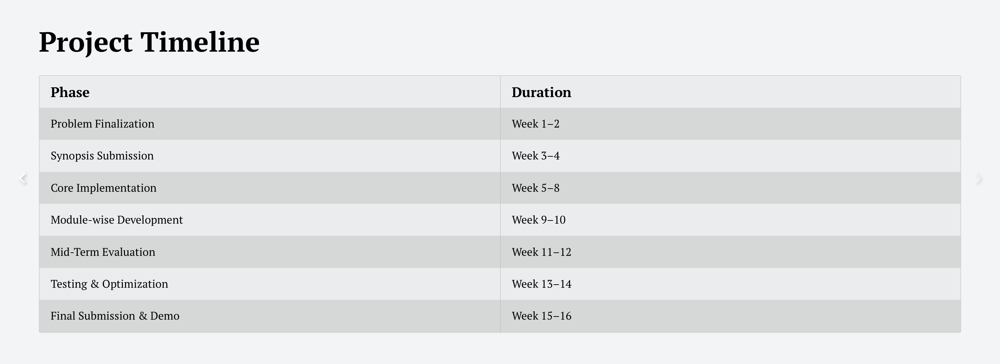 Project Timeline
Phase Duration
Problem Finalization Week 1–2
Synopsis Submission Week 3–4
Core Implementation Week 5–8
Module-wise Development Week 9–10
Mid-Term Evaluation Week 11–12
Testing & Optimization Week 13–14
Final Submission & Demo Week 15–16